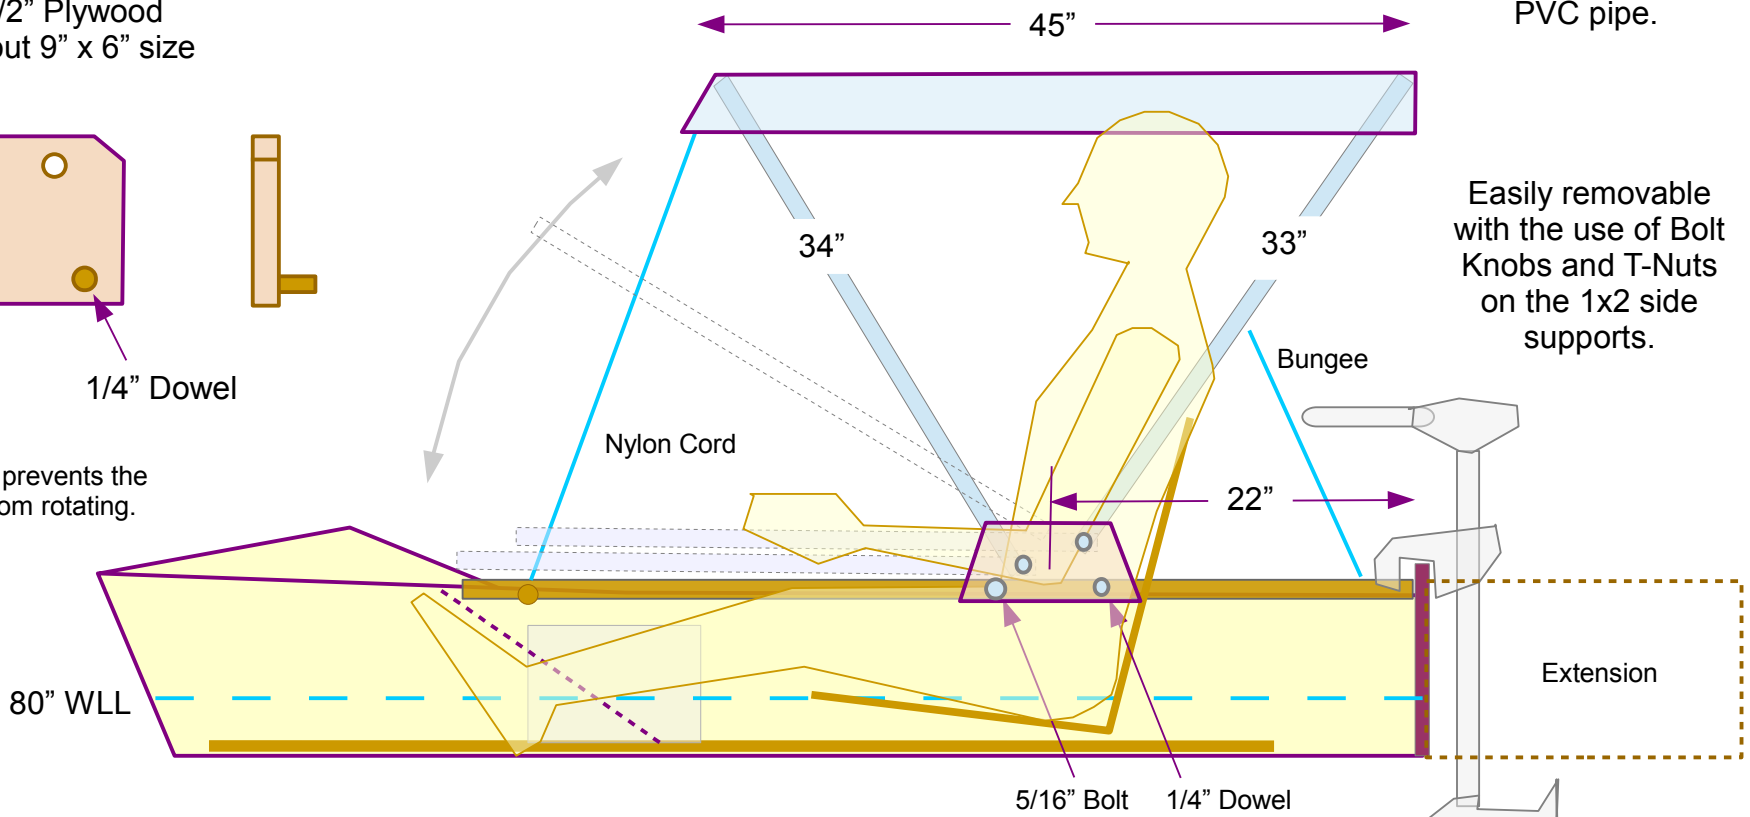 /2” Plywood
out 9” x 6” size
45”
PVC pipe.
Easily removable
with the use of Bolt
Knobs and T-Nuts
on the 1x2 side
supports.
34”
33”
Bungee
1/4” Dowel
Nylon Cord
prevents the
om rotating.
22”
Extension
80” WLL
5/16” Bolt
1/4” Dowel